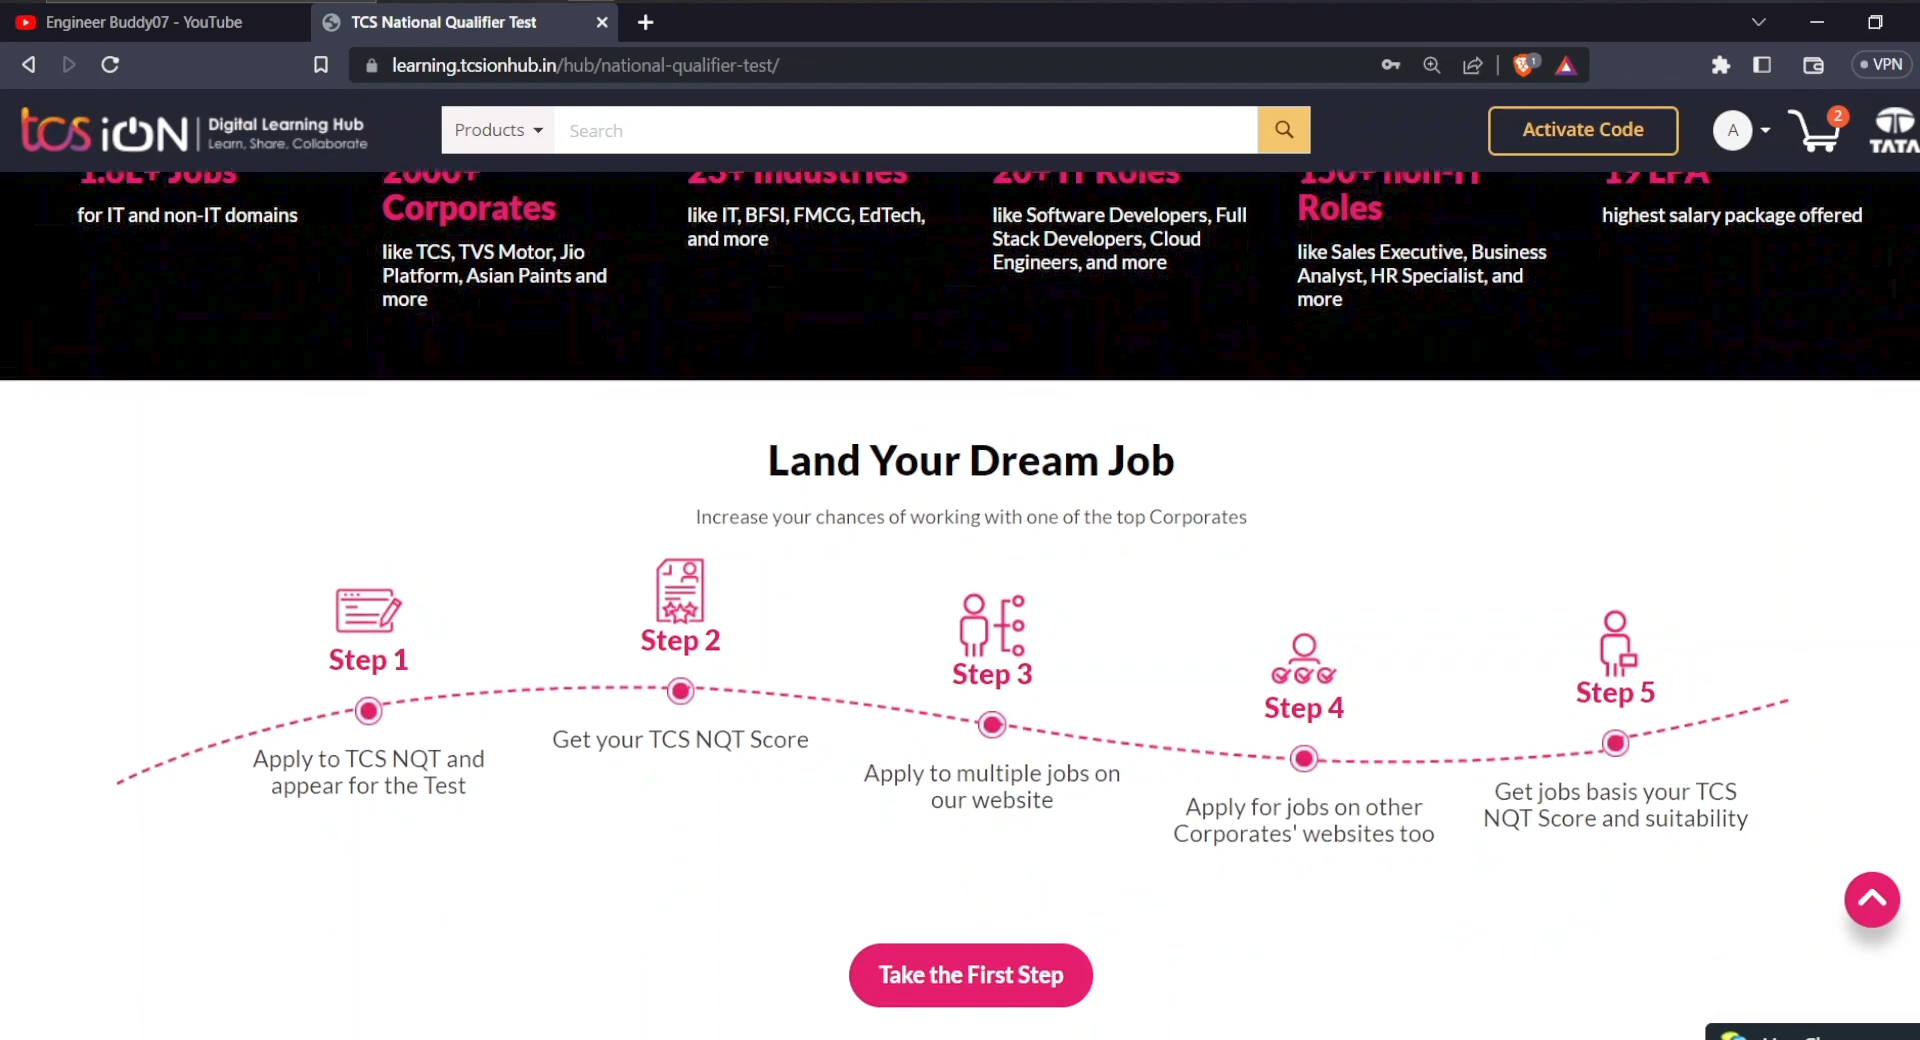 Engineer Buddy07 - YouTube
TCS National Qualifier Test
learning.tcsionhub.in/hub/national-qualifier-test/
1
VPN
tcs iON
Digital Learning Hub
Learn, Share, Collaborate
Products
Search
Activate Code
A
2
TATA
1.6L+ Jobs
for IT and non-IT domains
2000+
Corporates
like TCS, TVS Motor, Jio
Platform, Asian Paints and
more
25+ Industries
like IT, BFSI, FMCG, EdTech,
and more
20+ IT Roles
like Software Developers, Full
Stack Developers, Cloud
Engineers, and more
150+ non-IT
Roles
like Sales Executive, Business
Analyst, HR Specialist, and
more
19 LPA
highest salary package offered
Land Your Dream Job
Increase your chances of working with one of the top Corporates
Step 1
Apply to TCS NQT and
appear for the Test
Step 2
Get your TCS NQT Score
Step 3
Apply to multiple jobs on
our website
Step 4
Apply for jobs on other
Corporates' websites too
Step 5
Get jobs basis your TCS
NQT Score and suitability
Take the First Step